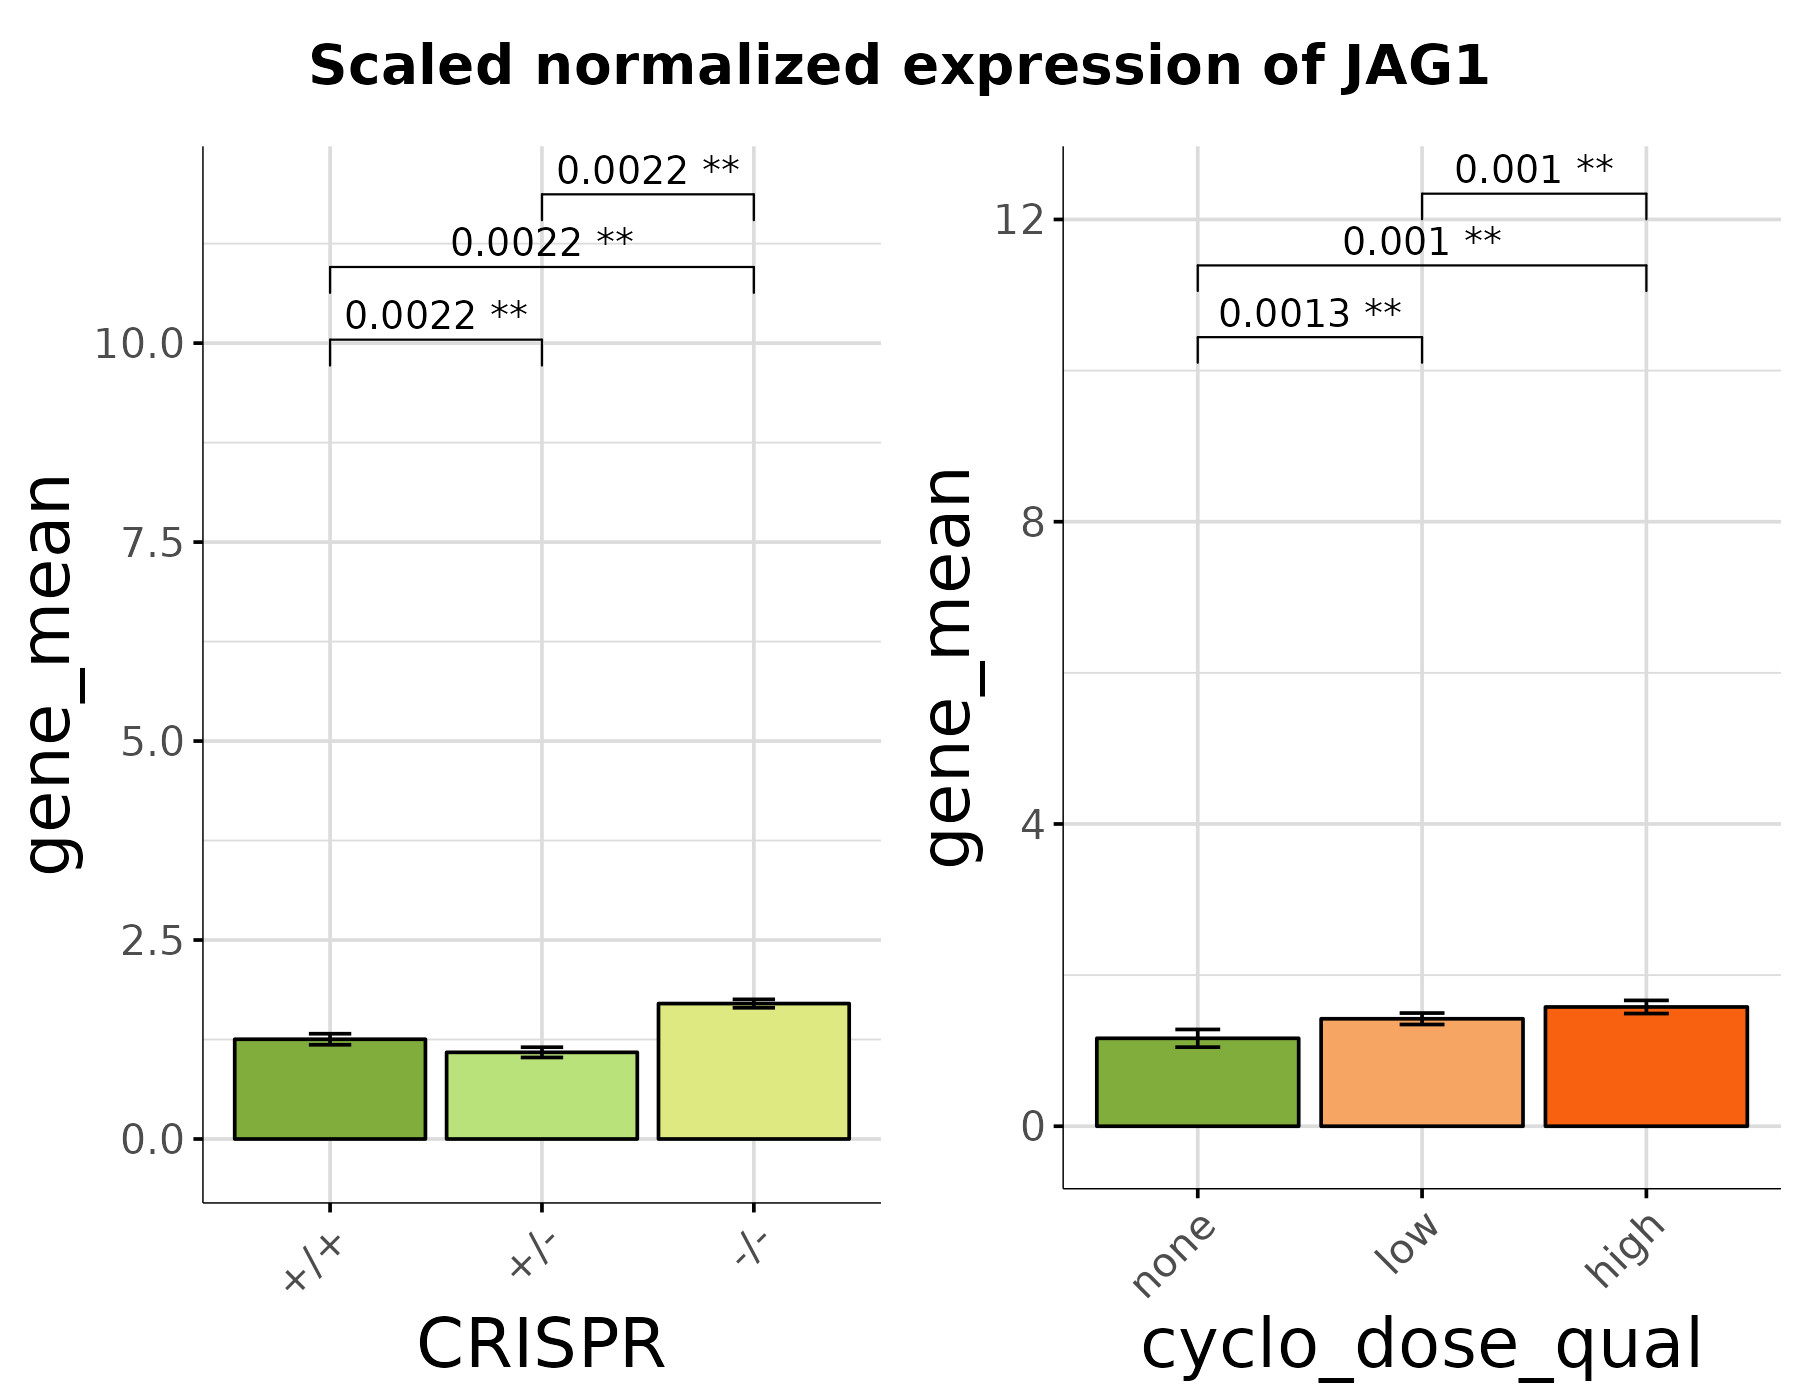 Scaled normalized expression of JAG1
0.0022 **
0.0022 **
0.0022 **
10.0
7.5
5.0
2.5
0.0
gene_mean
+/+
+/-
-/-
CRISPR
0.001 **
0.001 **
0.0013 **
12
8
4
0
gene_mean
none
low
high
cyclo_dose_qual